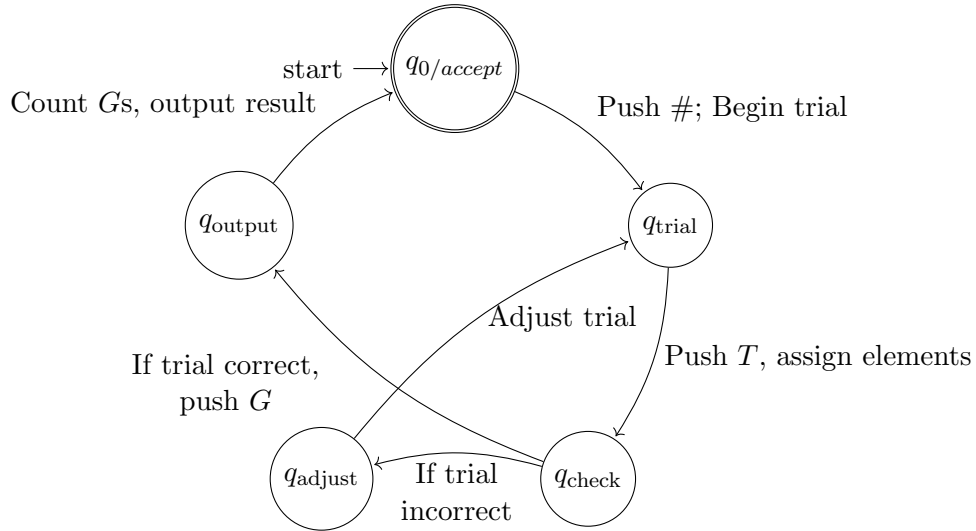 start
q0/accept
Count Gs, output result
Push #; Begin trial
qoutput
qtrial
Adjust trial
Push T, assign elements
If trial correct,
push G
qadjust
If trial
incorrect
qcheck